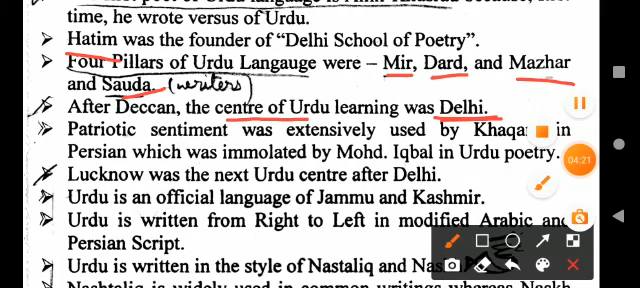 time, he wrote versus of Urdu.
➤ Hatim was the founder of “Delhi School of Poetry”.
➤ Four Pillars of Urdu Langauge were – Mir, Dard, and Mazhar
and Sauda. (writers)
➤ After Deccan, the centre of Urdu learning was Delhi.
➤ Patriotic sentiment was extensively used by Khaqa in
Persian which was immolated by Mohd. Iqbal in Urdu poetry.
➤ Lucknow was the next Urdu centre after Delhi.
➤ Urdu is an official language of Jammu and Kashmir.
➤ Urdu is written from Right to Left in modified Arabic and
Persian Script.
➤ Urdu is written in the style of Nastaliq and Nas
04:21